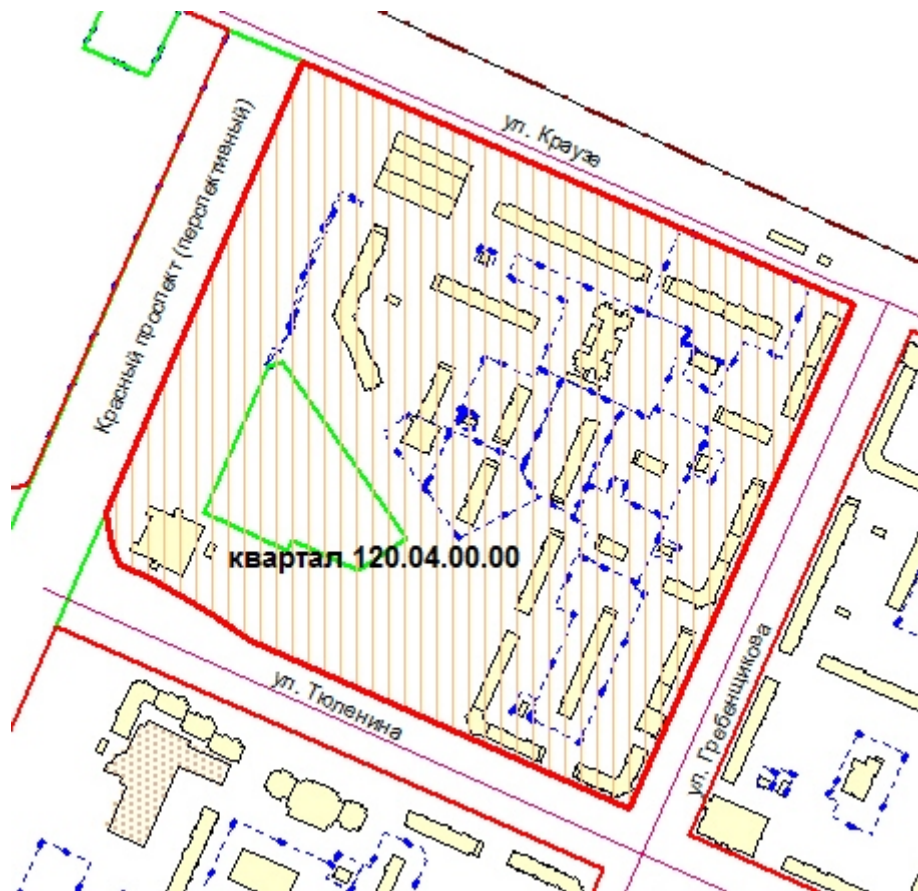 ул. Краузе
Красный проспект (перспективный)
квартал 120.04.00.00
ул. Гребенщикова
ул. Тюленина